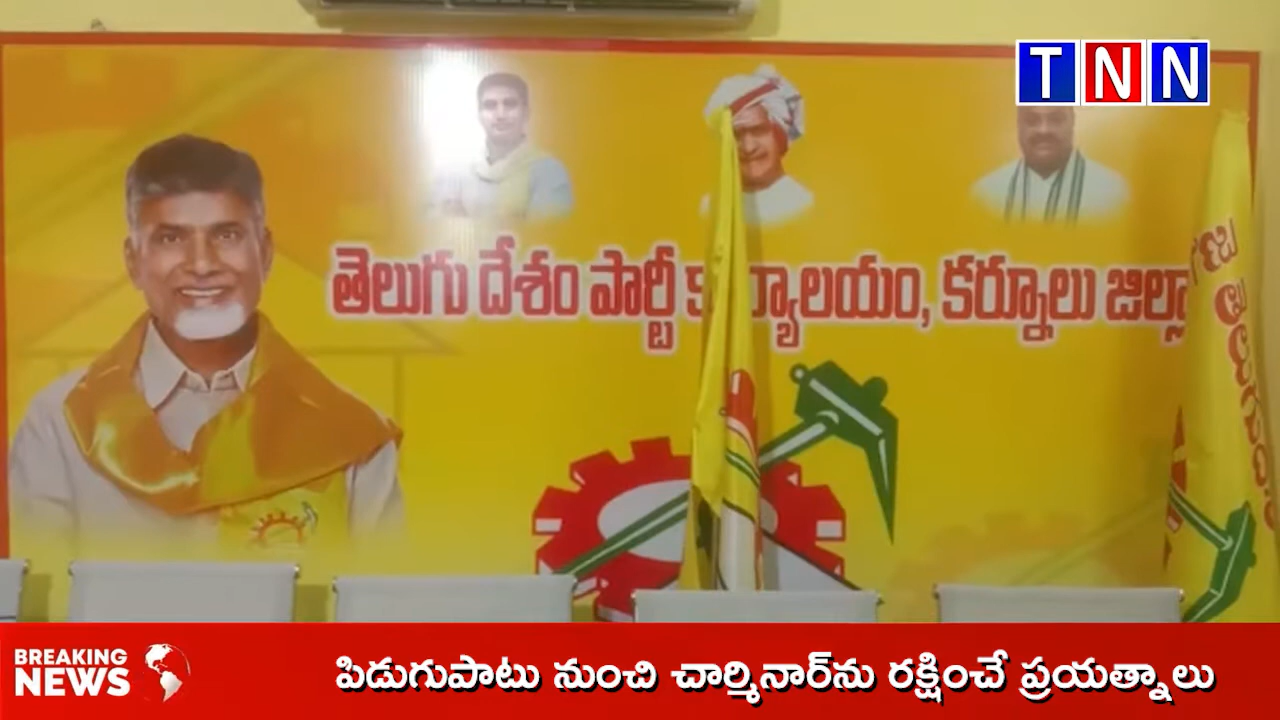 TNN
తెలుగు దేశం పార్టీ కార్యాలయం, కర్నూలు జిల్లా
BREAKING
NEWS
పిడుగుపాటు నుంచి చార్మినార్‌ను రక్షించే ప్రయత్నాలు